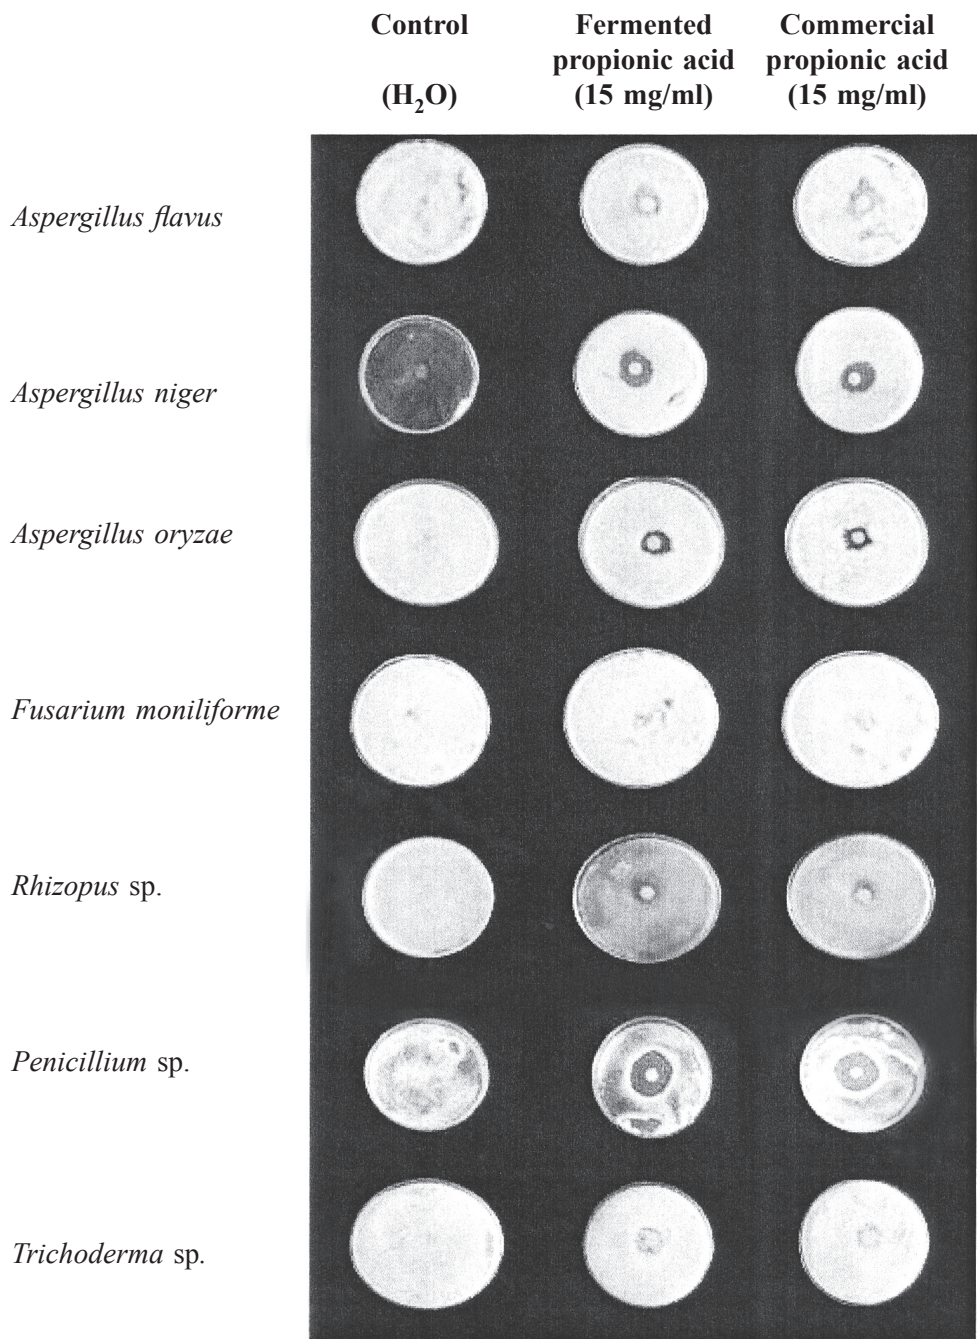 Control
(H₂O)
Fermented
propionic acid
(15 mg/ml)
Commercial
propionic acid
(15 mg/ml)
Aspergillus flavus
Aspergillus niger
Aspergillus oryzae
Fusarium moniliforme
Rhizopus sp.
Penicillium sp.
Trichoderma sp.